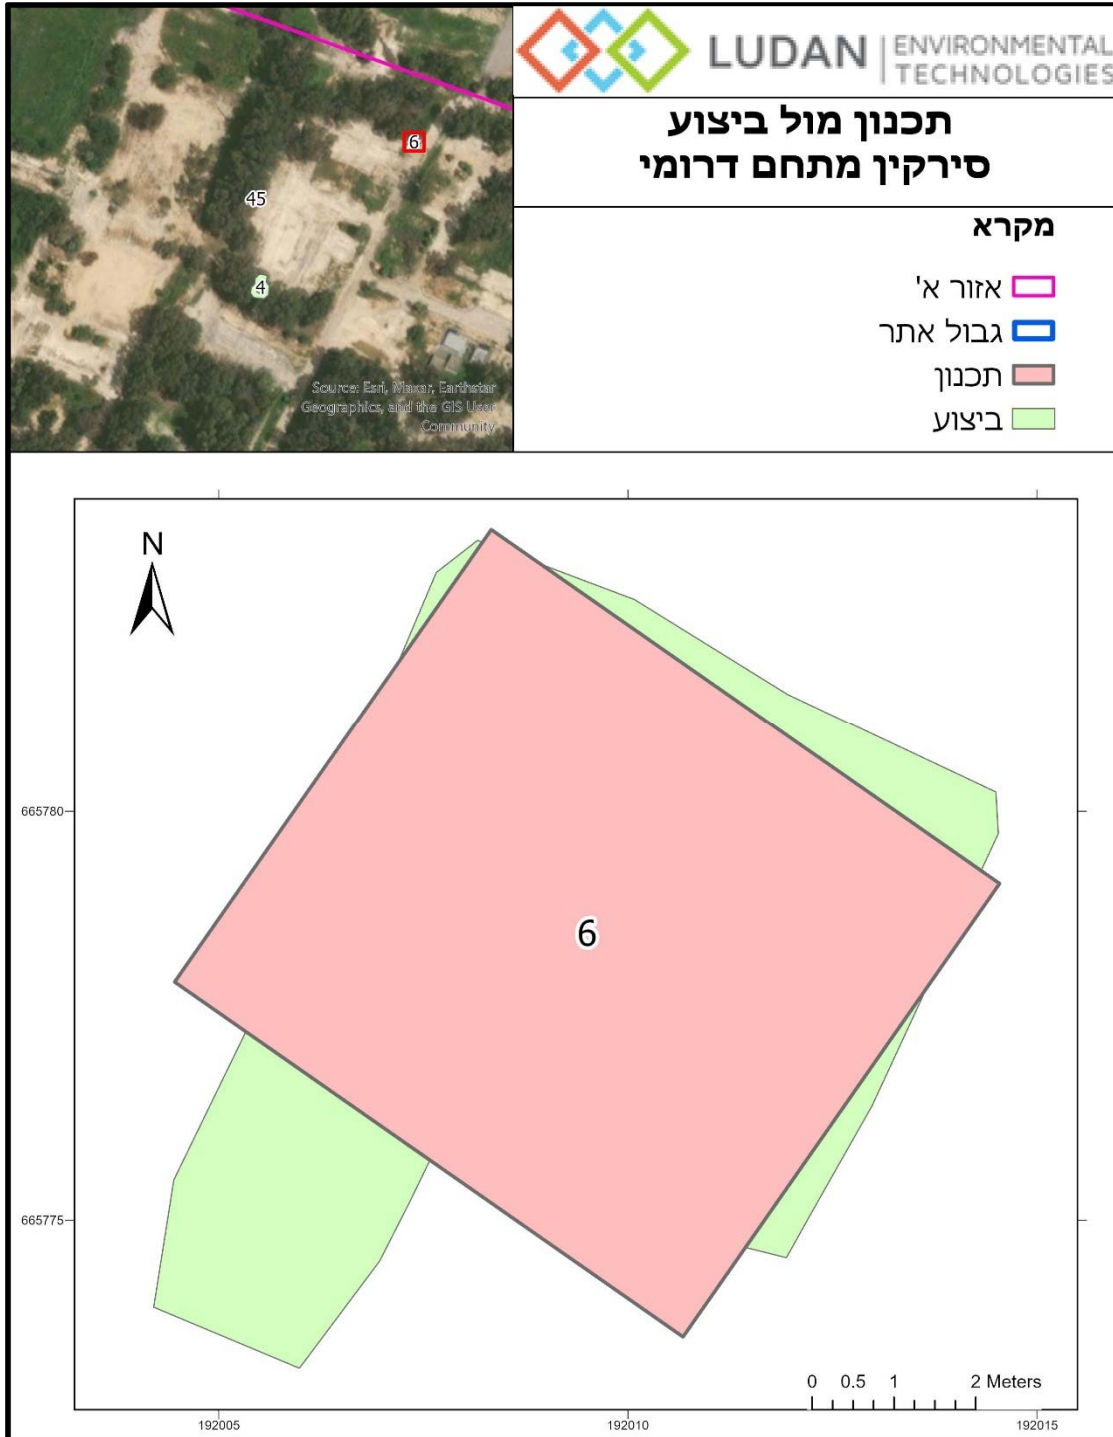 LUDAN
ENVIRONMENTAL
TECHNOLOGIES
תכנון מול ביצוע
סירקין מתחם דרומי
מקרא
אזור א'
גבול אתר
תכנון
ביצוע
6
45
4
Source: Esri, Maxar, Earthstar
Geographics, and the GIS User
Community
N
665780
6
665775
0 0.5 1 2 Meters
192005 192010 192015